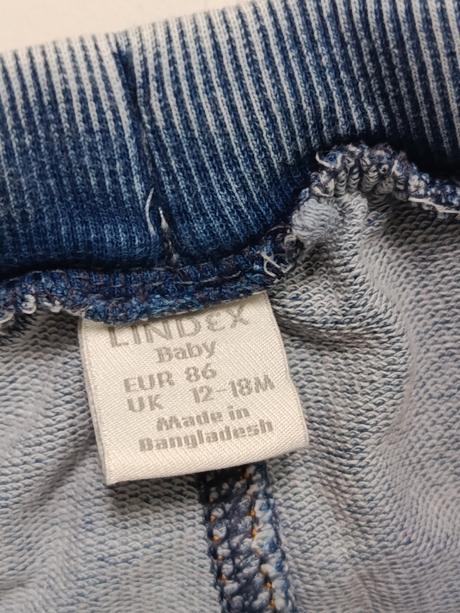 LINDEX
Baby
EUR 86
UK 12-18M
Made in
Bangladesh